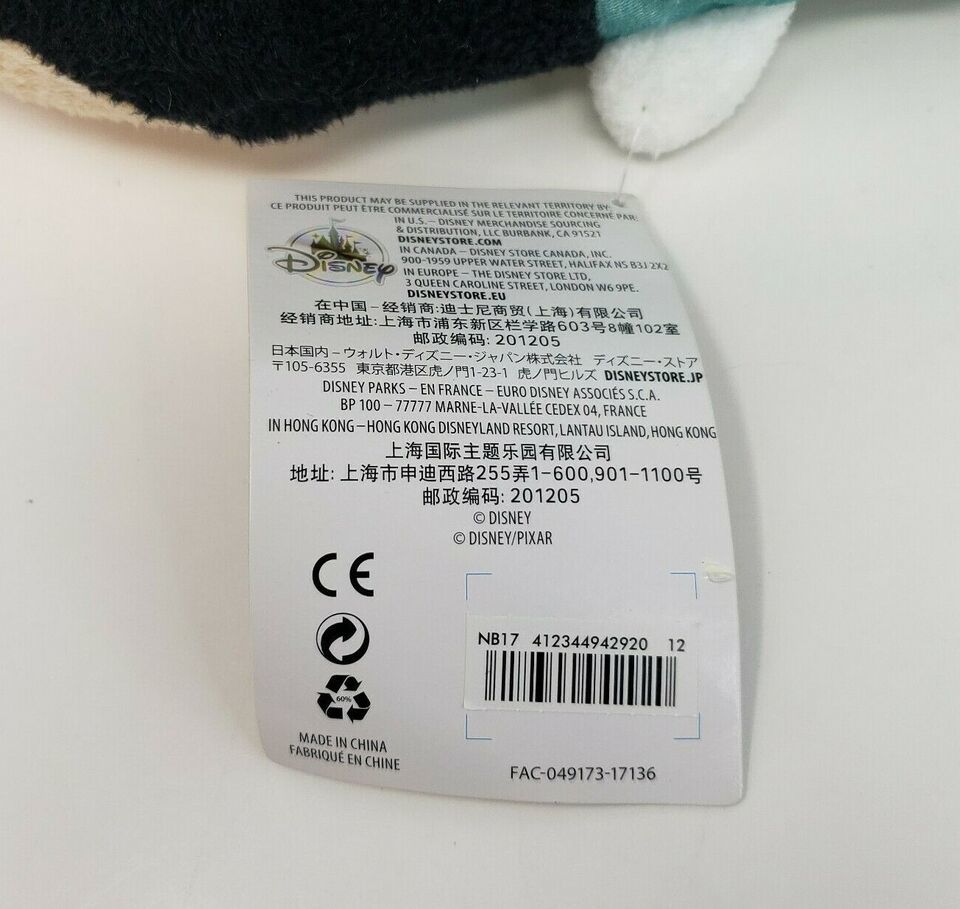 THIS PRODUCT MAY BE SUPPLIED IN THE RELEVANT TERRITORY BY:
CE PRODUIT PEUT ÊTRE COMMERCIALISÉ SUR LE TERRITOIRE CONCERNÉ PAR:
IN U.S. – DISNEY MERCHANDISE SOURCING
& DISTRIBUTION, LLC BURBANK, CA 91521
DISNEYSTORE.COM
Disney
IN CANADA – DISNEY STORE CANADA, INC.
900-1959 UPPER WATER STREET, HALIFAX NS B3J 2X2
IN EUROPE – THE DISNEY STORE LTD,
3 QUEEN CAROLINE STREET, LONDON W6 9PE.
DISNEYSTORE.EU
在中国 – 经销商:迪士尼商贸(上海)有限公司
经销商地址:上海市浦东新区栏学路603号8幢102室
邮政编码: 201205
日本国内 – ウォルト・ディズニー・ジャパン株式会社 ディズニー・ストア
〒105-6355 東京都港区虎ノ門1-23-1 虎ノ門ヒルズ DISNEYSTORE.JP
DISNEY PARKS – EN FRANCE – EURO DISNEY ASSOCIÉS S.C.A.
BP 100 – 77777 MARNE-LA-VALLÉE CEDEX 04, FRANCE
IN HONG KONG – HONG KONG DISNEYLAND RESORT, LANTAU ISLAND, HONG KONG
上海国际主题乐园有限公司
地址: 上海市申迪西路255弄1-600,901-1100号
邮政编码: 201205
© DISNEY
© DISNEY/PIXAR
CE
60%
MADE IN CHINA
FABRIQUÉ EN CHINE
NB17 412344942920 12
FAC-049173-17136